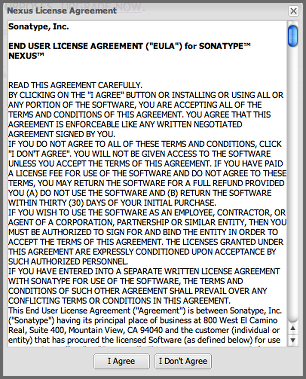 Nexus License Agreement
Sonatype, Inc.
END USER LICENSE AGREEMENT ("EULA") for SONATYPE™
NEXUS™
READ THIS AGREEMENT CAREFULLY.
BY CLICKING ON THE "I AGREE" BUTTON OR INSTALLING OR USING ALL OR
ANY PORTION OF THE SOFTWARE, YOU ARE ACCEPTING ALL OF THE
TERMS AND CONDITIONS OF THIS AGREEMENT. YOU AGREE THAT THIS
AGREEMENT IS ENFORCEABLE LIKE ANY WRITTEN NEGOTIATED
AGREEMENT SIGNED BY YOU.
IF YOU DO NOT AGREE TO ALL OF THESE TERMS AND CONDITIONS, CLICK
"I DON'T AGREE". YOU WILL NOT BE GIVEN ACCESS TO THE SOFTWARE
UNLESS YOU ACCEPT THE TERMS OF THIS AGREEMENT. IF YOU HAVE PAID
A LICENSE FEE FOR USE OF THE SOFTWARE AND DO NOT AGREE TO THESE
TERMS, YOU MAY RETURN THE SOFTWARE FOR A FULL REFUND PROVIDED
YOU (A) DO NOT USE THE SOFTWARE AND (B) RETURN THE SOFTWARE
WITHIN THIRTY (30) DAYS OF YOUR INITIAL PURCHASE.
IF YOU WISH TO USE THE SOFTWARE AS AN EMPLOYEE, CONTRACTOR, OR
AGENT OF A CORPORATION, PARTNERSHIP OR SIMILAR ENTITY, THEN YOU
MUST BE AUTHORIZED TO SIGN FOR AND BIND THE ENTITY IN ORDER TO
ACCEPT THE TERMS OF THIS AGREEMENT. THE LICENSES GRANTED UNDER
THIS AGREEMENT ARE EXPRESSLY CONDITIONED UPON ACCEPTANCE BY
SUCH AUTHORIZED PERSONNEL.
IF YOU HAVE ENTERED INTO A SEPARATE WRITTEN LICENSE AGREEMENT
WITH SONATYPE FOR USE OF THE SOFTWARE, THE TERMS AND
CONDITIONS OF SUCH OTHER AGREEMENT SHALL PREVAIL OVER ANY
CONFLICTING TERMS OR CONDITIONS IN THIS AGREEMENT.
This End User License Agreement ("Agreement") is between Sonatype, Inc.
("Sonatype") having its principal place of business at 800 West El Camino
Real, Suite 400, Mountain View, CA 94040 and the customer (individual or
entity) that has procured the licensed Software (as defined below) for use
I Agree
I Don't Agree